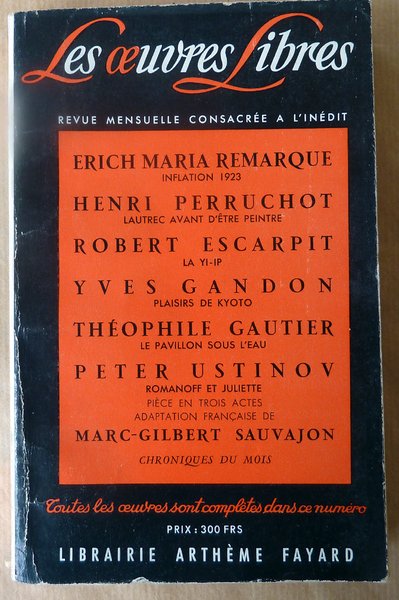 Les œuvres Libres
REVUE MENSUELLE CONSACRÉE A L'INÉDIT
ERICH MARIA REMARQUE
INFLATION 1923
HENRI PERRUCHOT
LAUTREC AVANT D'ÊTRE PEINTRE
ROBERT ESCARPIT
LA YI-IP
YVES GANDON
PLAISIRS DE KYOTO
THÉOPHILE GAUTIER
LE PAVILLON SOUS L'EAU
PETER USTINOV
ROMANOFF ET JULIETTE
PIÈCE EN TROIS ACTES
ADAPTATION FRANÇAISE DE
MARC-GILBERT SAUVAJON
CHRONIQUES DU MOIS
Toutes les œuvres sont complètes dans ce numéro
PRIX : 300 FRS
LIBRAIRIE ARTHÈME FAYARD